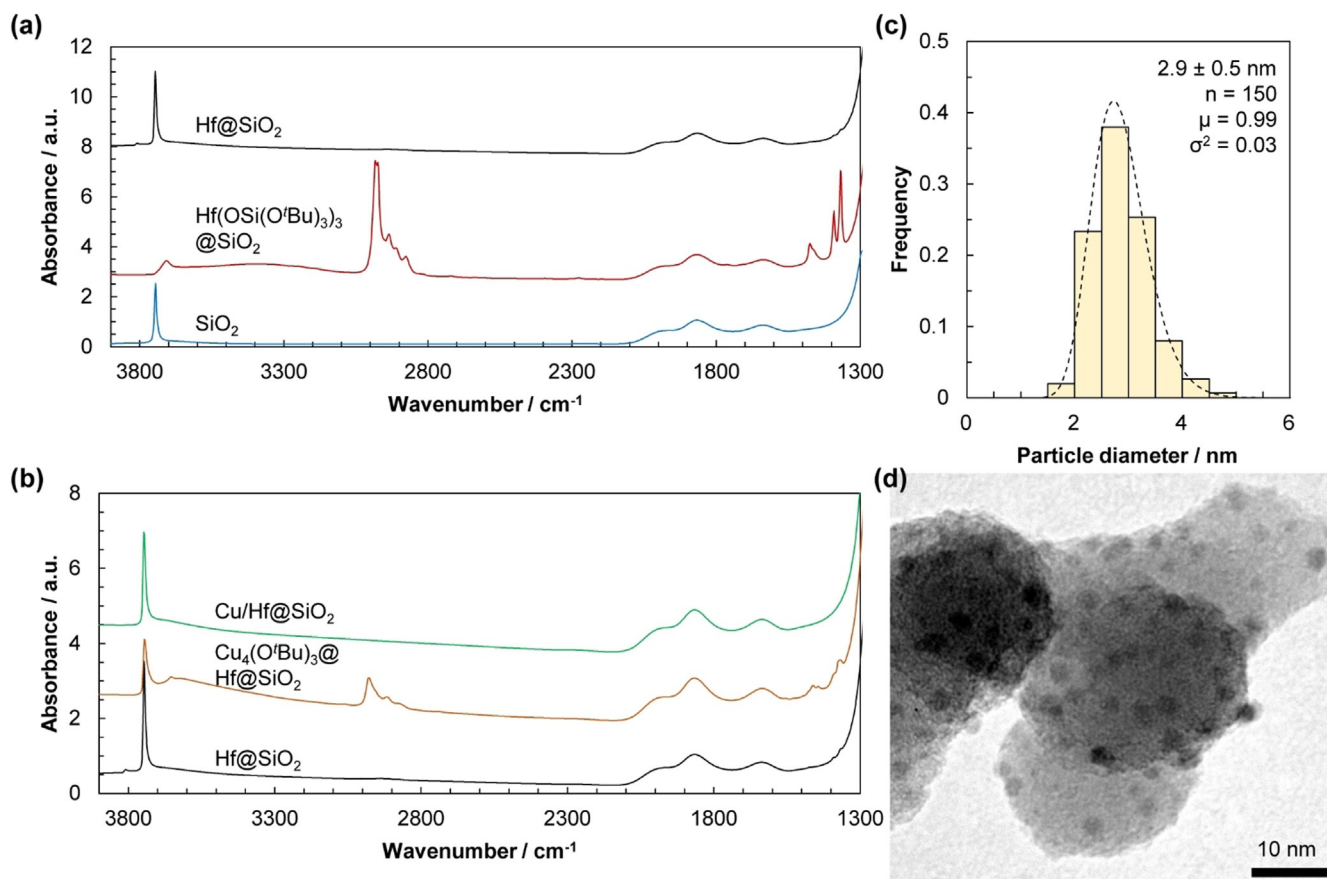 (a)
12
10
8
6
4
2
0
Absorbance / a.u.
Hf@SiO₂
Hf(OSi(OᵗBu)₃)₃
@SiO₂
SiO₂
3800 3300 2800 2300 1800 1300
Wavenumber / cm⁻¹
(c)
0.5
0.4
0.3
0.2
0.1
0
Frequency
2.9 ± 0.5 nm
n = 150
μ = 0.99
σ² = 0.03
0 2 4 6
Particle diameter / nm
(b)
8
6
4
2
0
Absorbance / a.u.
Cu/Hf@SiO₂
Cu₄(OᵗBu)₃@
Hf@SiO₂
Hf@SiO₂
3800 3300 2800 2300 1800 1300
Wavenumber / cm⁻¹
(d)
10 nm